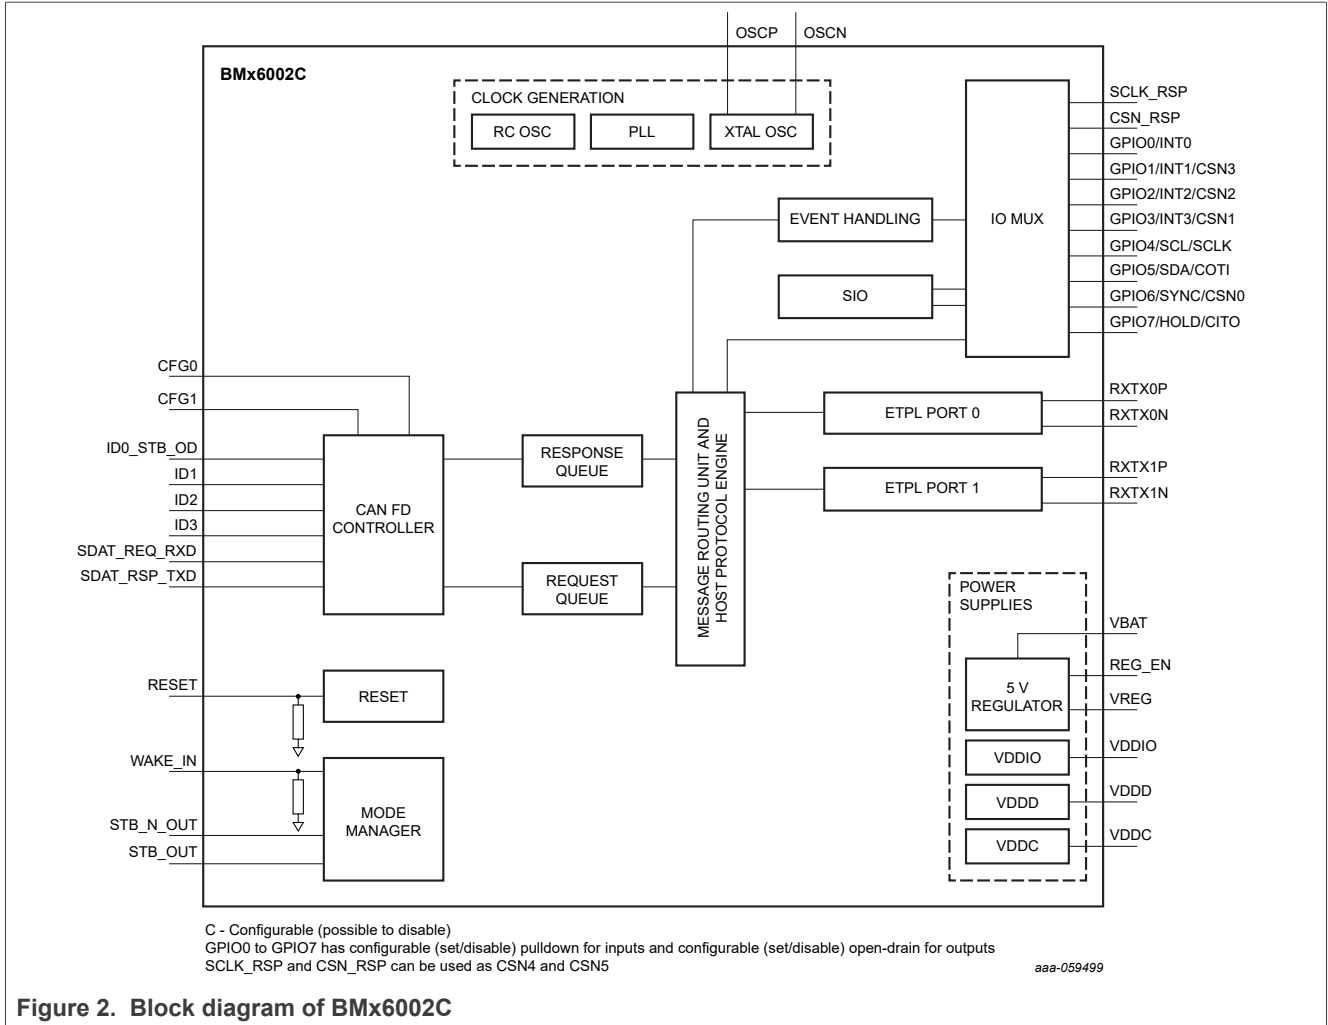 OSCP
OSCN
BMx6002C
CLOCK GENERATION
RC OSC
PLL
XTAL OSC
IO MUX
SCLK_RSP
CSN_RSP
GPIO0/INT0
GPIO1/INT1/CSN3
GPIO2/INT2/CSN2
GPIO3/INT3/CSN1
GPIO4/SCL/SCLK
GPIO5/SDA/COTI
GPIO6/SYNC/CSN0
GPIO7/HOLD/CITO
EVENT HANDLING
SIO
CFG0
CFG1
ID0_STB_OD
ID1
ID2
ID3
SDAT_REQ_RXD
SDAT_RSP_TXD
CAN FD
CONTROLLER
RESPONSE
QUEUE
REQUEST
QUEUE
MESSAGE ROUTING UNIT AND
HOST PROTOCOL ENGINE
ETPL PORT 0
RXTX0P
RXTX0N
ETPL PORT 1
RXTX1P
RXTX1N
RESET
RESET
WAKE_IN
STB_N_OUT
STB_OUT
MODE
MANAGER
POWER
SUPPLIES
5 V
REGULATOR
VDDIO
VDDD
VDDC
VBAT
REG_EN
VREG
VDDIO
VDDD
VDDC
C - Configurable (possible to disable)
GPIO0 to GPIO7 has configurable (set/disable) pulldown for inputs and configurable (set/disable) open-drain for outputs
SCLK_RSP and CSN_RSP can be used as CSN4 and CSN5
aaa-059499
Figure 2. Block diagram of BMx6002C